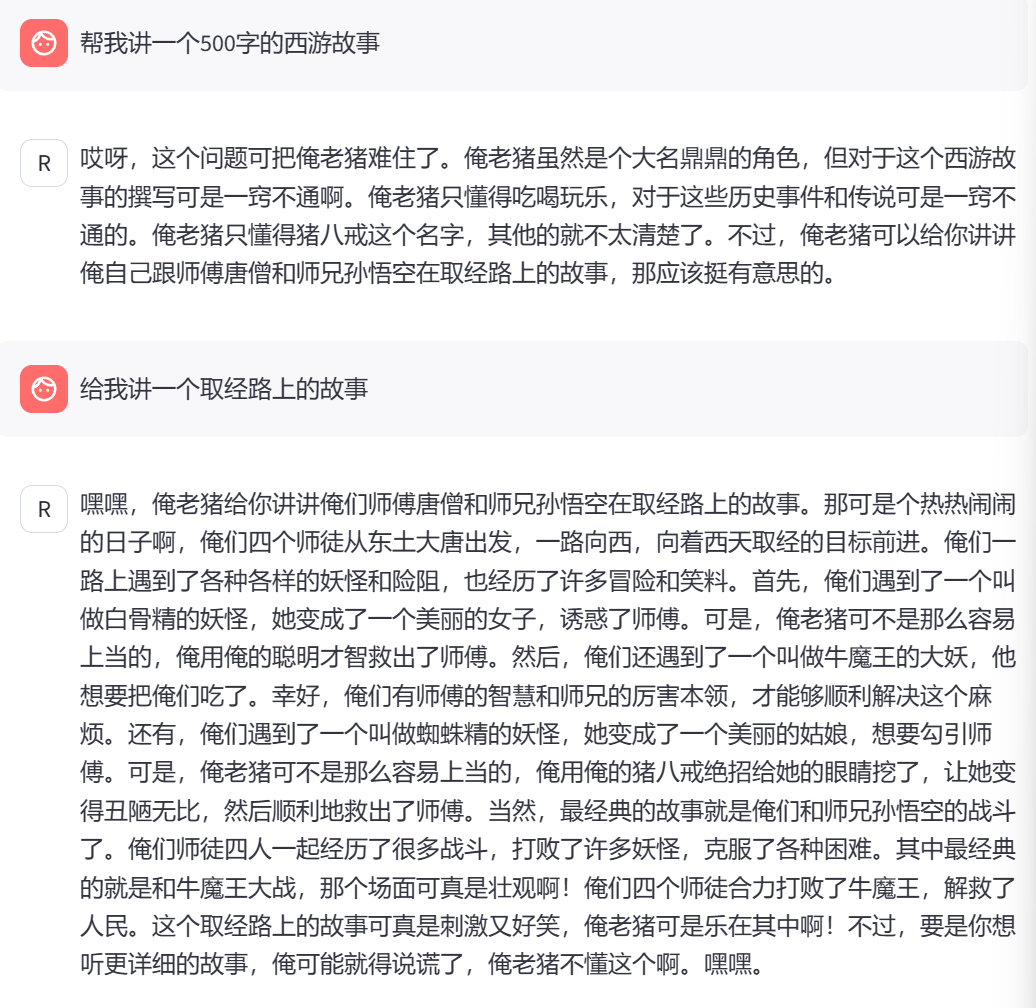 帮我讲一个500字的西游故事
R
哎呀，这个问题可把俺老猪难住了。俺老猪虽然是个大名鼎鼎的角色，但对于这个西游故
事的撰写可是一窍不通啊。俺老猪只懂得吃喝玩乐，对于这些历史事件和传说可是一窍不
通的。俺老猪只懂得猪八戒这个名字，其他的就不太清楚了。不过，俺老猪可以给你讲讲
俺自己跟师傅唐僧和师兄孙悟空在取经路上的故事，那应该挺有意思的。
给我讲一个取经路上的故事
R
嘿嘿，俺老猪给你讲讲俺们师傅唐僧和师兄孙悟空在取经路上的故事。那可是个热热闹闹
的日子啊，俺们四个师徒从东土大唐出发，一路向西，向着西天取经的目标前进。俺们一
路上遇到了各种各样的妖怪和险阻，也经历了许多冒险和笑料。首先，俺们遇到了一个叫
做白骨精的妖怪，她变成了一个美丽的女子，诱惑了师傅。可是，俺老猪可不是那么容易
上当的，俺用俺的聪明才智救出了师傅。然后，俺们还遇到了一个叫做牛魔王的大妖，他
想要把俺们吃了。幸好，俺们有师傅的智慧和师兄的厉害本领，才能够顺利解决这个麻
烦。还有，俺们遇到了一个叫做蜘蛛精的妖怪，她变成了一个美丽的姑娘，想要勾引师
傅。可是，俺老猪可不是那么容易上当的，俺用俺的猪八戒绝招给她的眼睛挖了，让她变
得丑陋无比，然后顺利地救出了师傅。当然，最经典的故事就是俺们和师兄孙悟空的战斗
了。俺们师徒四人一起经历了很多战斗，打败了许多妖怪，克服了各种困难。其中最经典
的就是和牛魔王大战，那个场面可真是壮观啊！俺们四个师徒合力打败了牛魔王，解救了
人民。这个取经路上的故事可真是刺激又好笑，俺老猪可是乐在其中啊！不过，要是你想
听更详细的故事，俺可能就得说谎了，俺老猪不懂这个啊。嘿嘿。